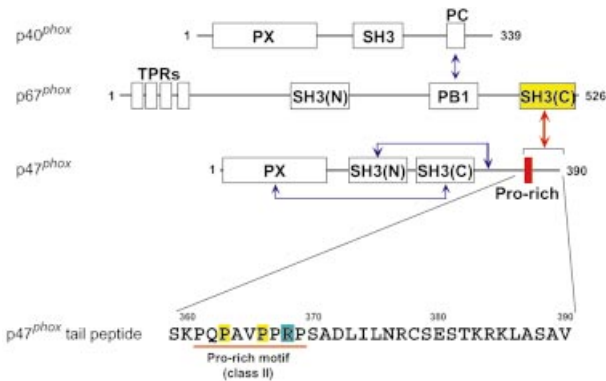 PC
p40phox 1 PX SH3 339
TPRs
p67phox 1 SH3(N) PB1 SH3(C) 526
p47phox 1 PX SH3(N) SH3(C) 390
Pro-rich
360 370 380 390
p47phox tail peptide SKPQPAVPPRPSADLILNRCSESTKRKLASAV
Pro-rich motif
(class II)